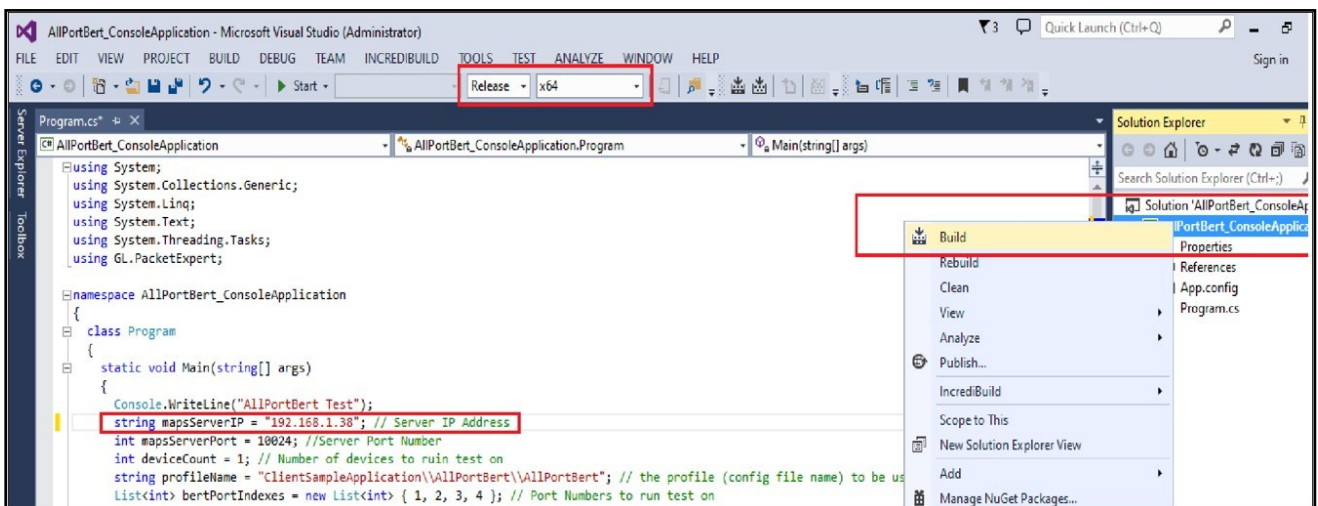 AllPortBert_ConsoleApplication - Microsoft Visual Studio (Administrator)
3
Quick Launch (Ctrl+Q)
FILE EDIT VIEW PROJECT BUILD DEBUG TEAM INCREDIBUILD TOOLS TEST ANALYZE WINDOW HELP
Sign in
Start
Release
x64
Server Explorer
Toolbox
Program.cs*
AllPortBert_ConsoleApplication
AllPortBert_ConsoleApplication.Program
Main(string[] args)
using System;
using System.Collections.Generic;
using System.Linq;
using System.Text;
using System.Threading.Tasks;
using GL.PacketExpert;
namespace AllPortBert_ConsoleApplication
{
class Program
{
static void Main(string[] args)
{
Console.WriteLine("AllPortBert Test");
string mapsServerIP = "192.168.1.38"; // Server IP Address
int mapsServerPort = 10024; //Server Port Number
int deviceCount = 1; // Number of devices to ruin test on
string profileName = "ClientSampleApplication\\AllPortBert\\AllPortBert"; // the profile (config file name) to be us
List<int> bertPortIndexes = new List<int> { 1, 2, 3, 4 }; // Port Numbers to run test on
Build
Rebuild
Clean
View
Analyze
Publish...
IncrediBuild
Scope to This
New Solution Explorer View
Add
Manage NuGet Packages...
Solution Explorer
Search Solution Explorer (Ctrl+;)
Solution 'AllPortBert_ConsoleAp
lPortBert_ConsoleApplica
Properties
References
App.config
Program.cs